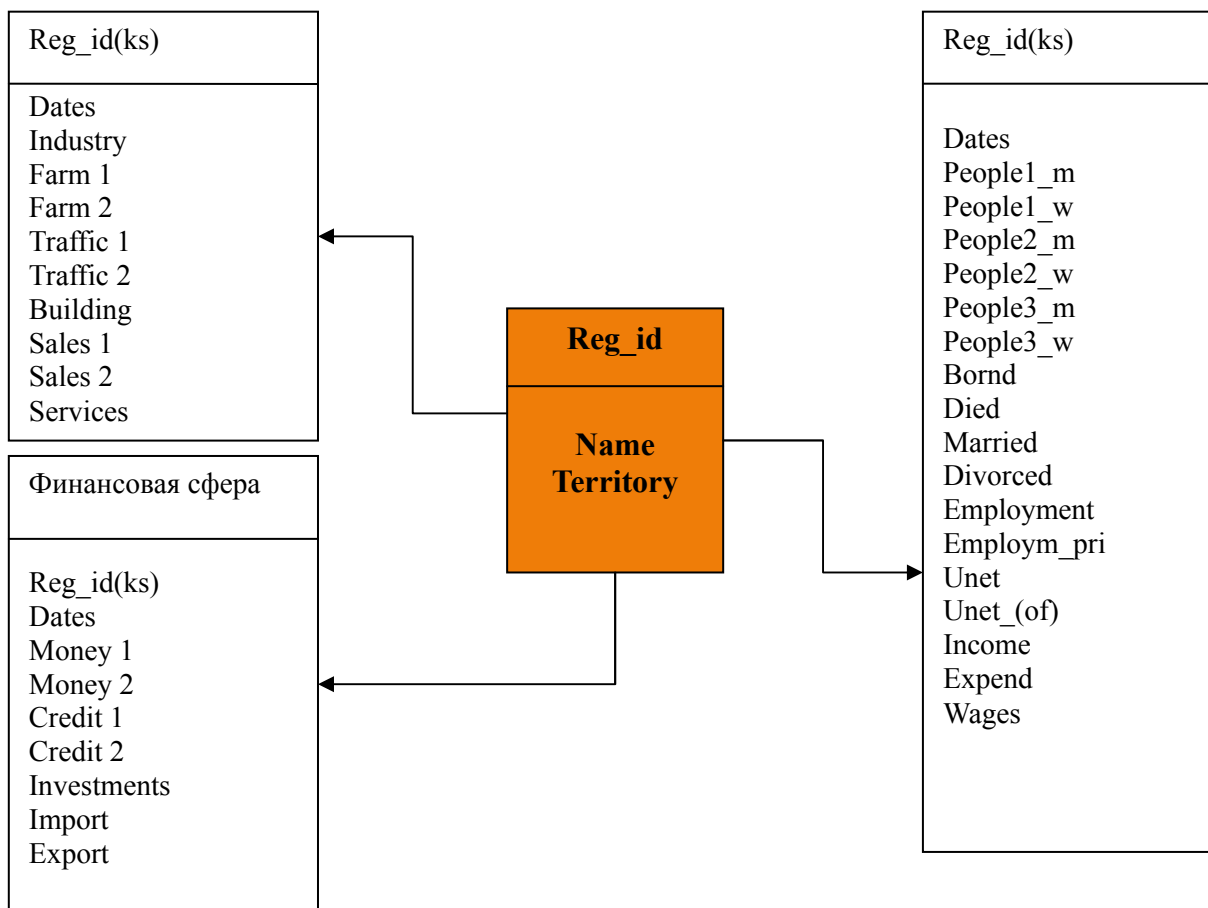 Reg_id(ks)
Dates
Industry
Farm 1
Farm 2
Traffic 1
Traffic 2
Building
Sales 1
Sales 2
Services
Финансовая сфера
Reg_id(ks)
Dates
Money 1
Money 2
Credit 1
Credit 2
Investments
Import
Export
Reg_id
Name
Territory
Reg_id(ks)
Dates
People1_m
People1_w
People2_m
People2_w
People3_m
People3_w
Bornd
Died
Married
Divorced
Employment
Employm_pri
Unet
Unet_(of)
Income
Expend
Wages